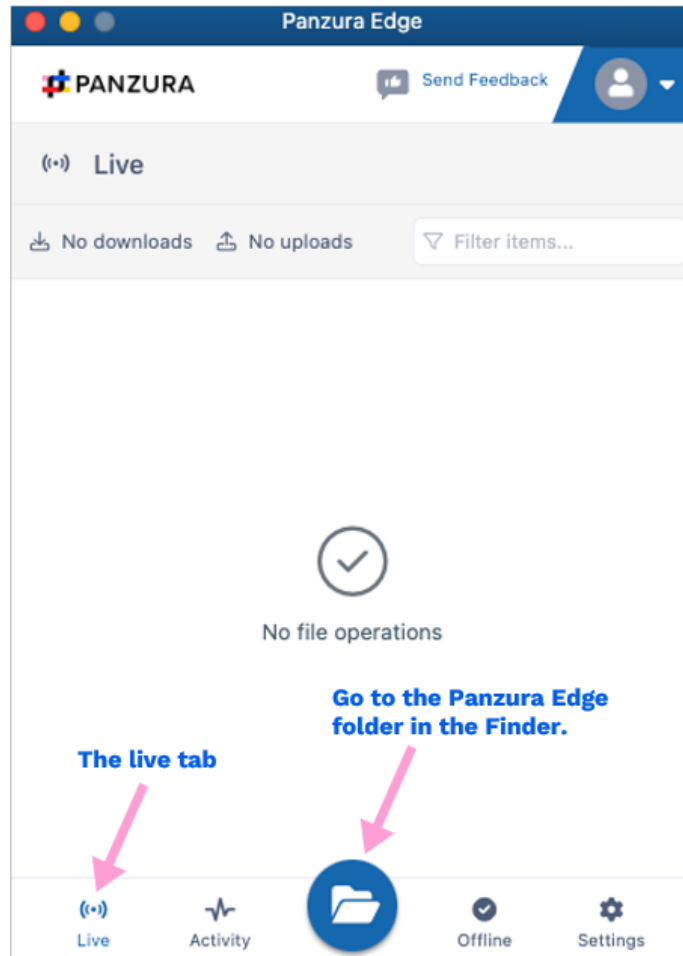 Panzura Edge
PANZURA
Send Feedback
Live
No downloads No uploads Filter items...
No file operations
Go to the Panzura Edge
folder in the Finder.
The live tab
Live Activity Offline Settings